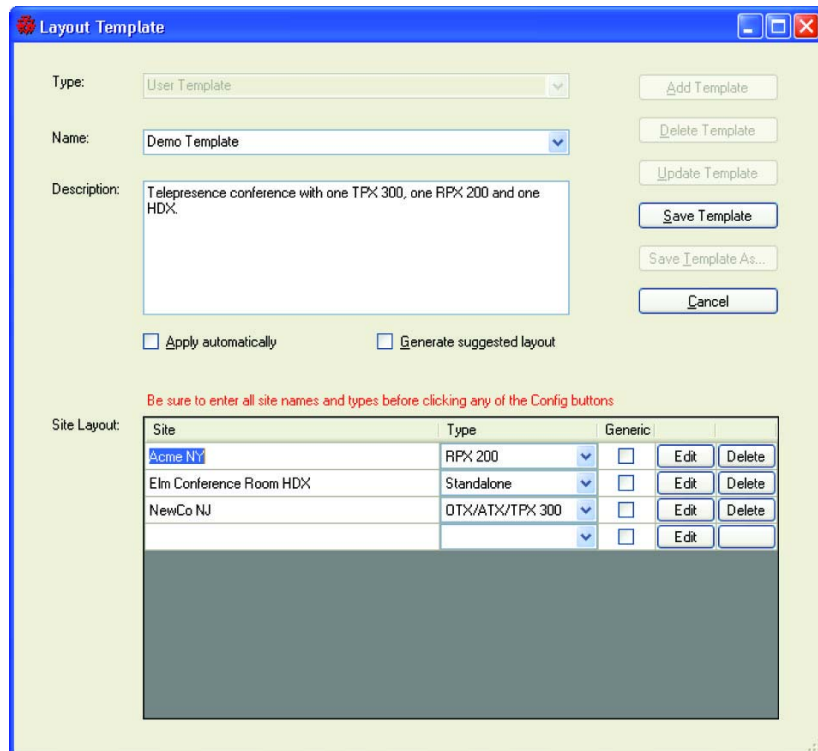 Layout Template
Type:
User Template
Add Template
Name:
Demo Template
Delete Template
Update Template
Description:
Telepresence conference with one TPX 300, one RPX 200 and one
HDX.
Save Template
Save Template As...
Cancel
Apply automatically
Generate suggested layout
Be sure to enter all site names and types before clicking any of the Config buttons
Site Layout:
Site Type Generic
Acme NY RPX 200 Edit Delete
Elm Conference Room HDX Standalone Edit Delete
NewCo NJ OTX/ATX/TPX 300 Edit Delete
Edit